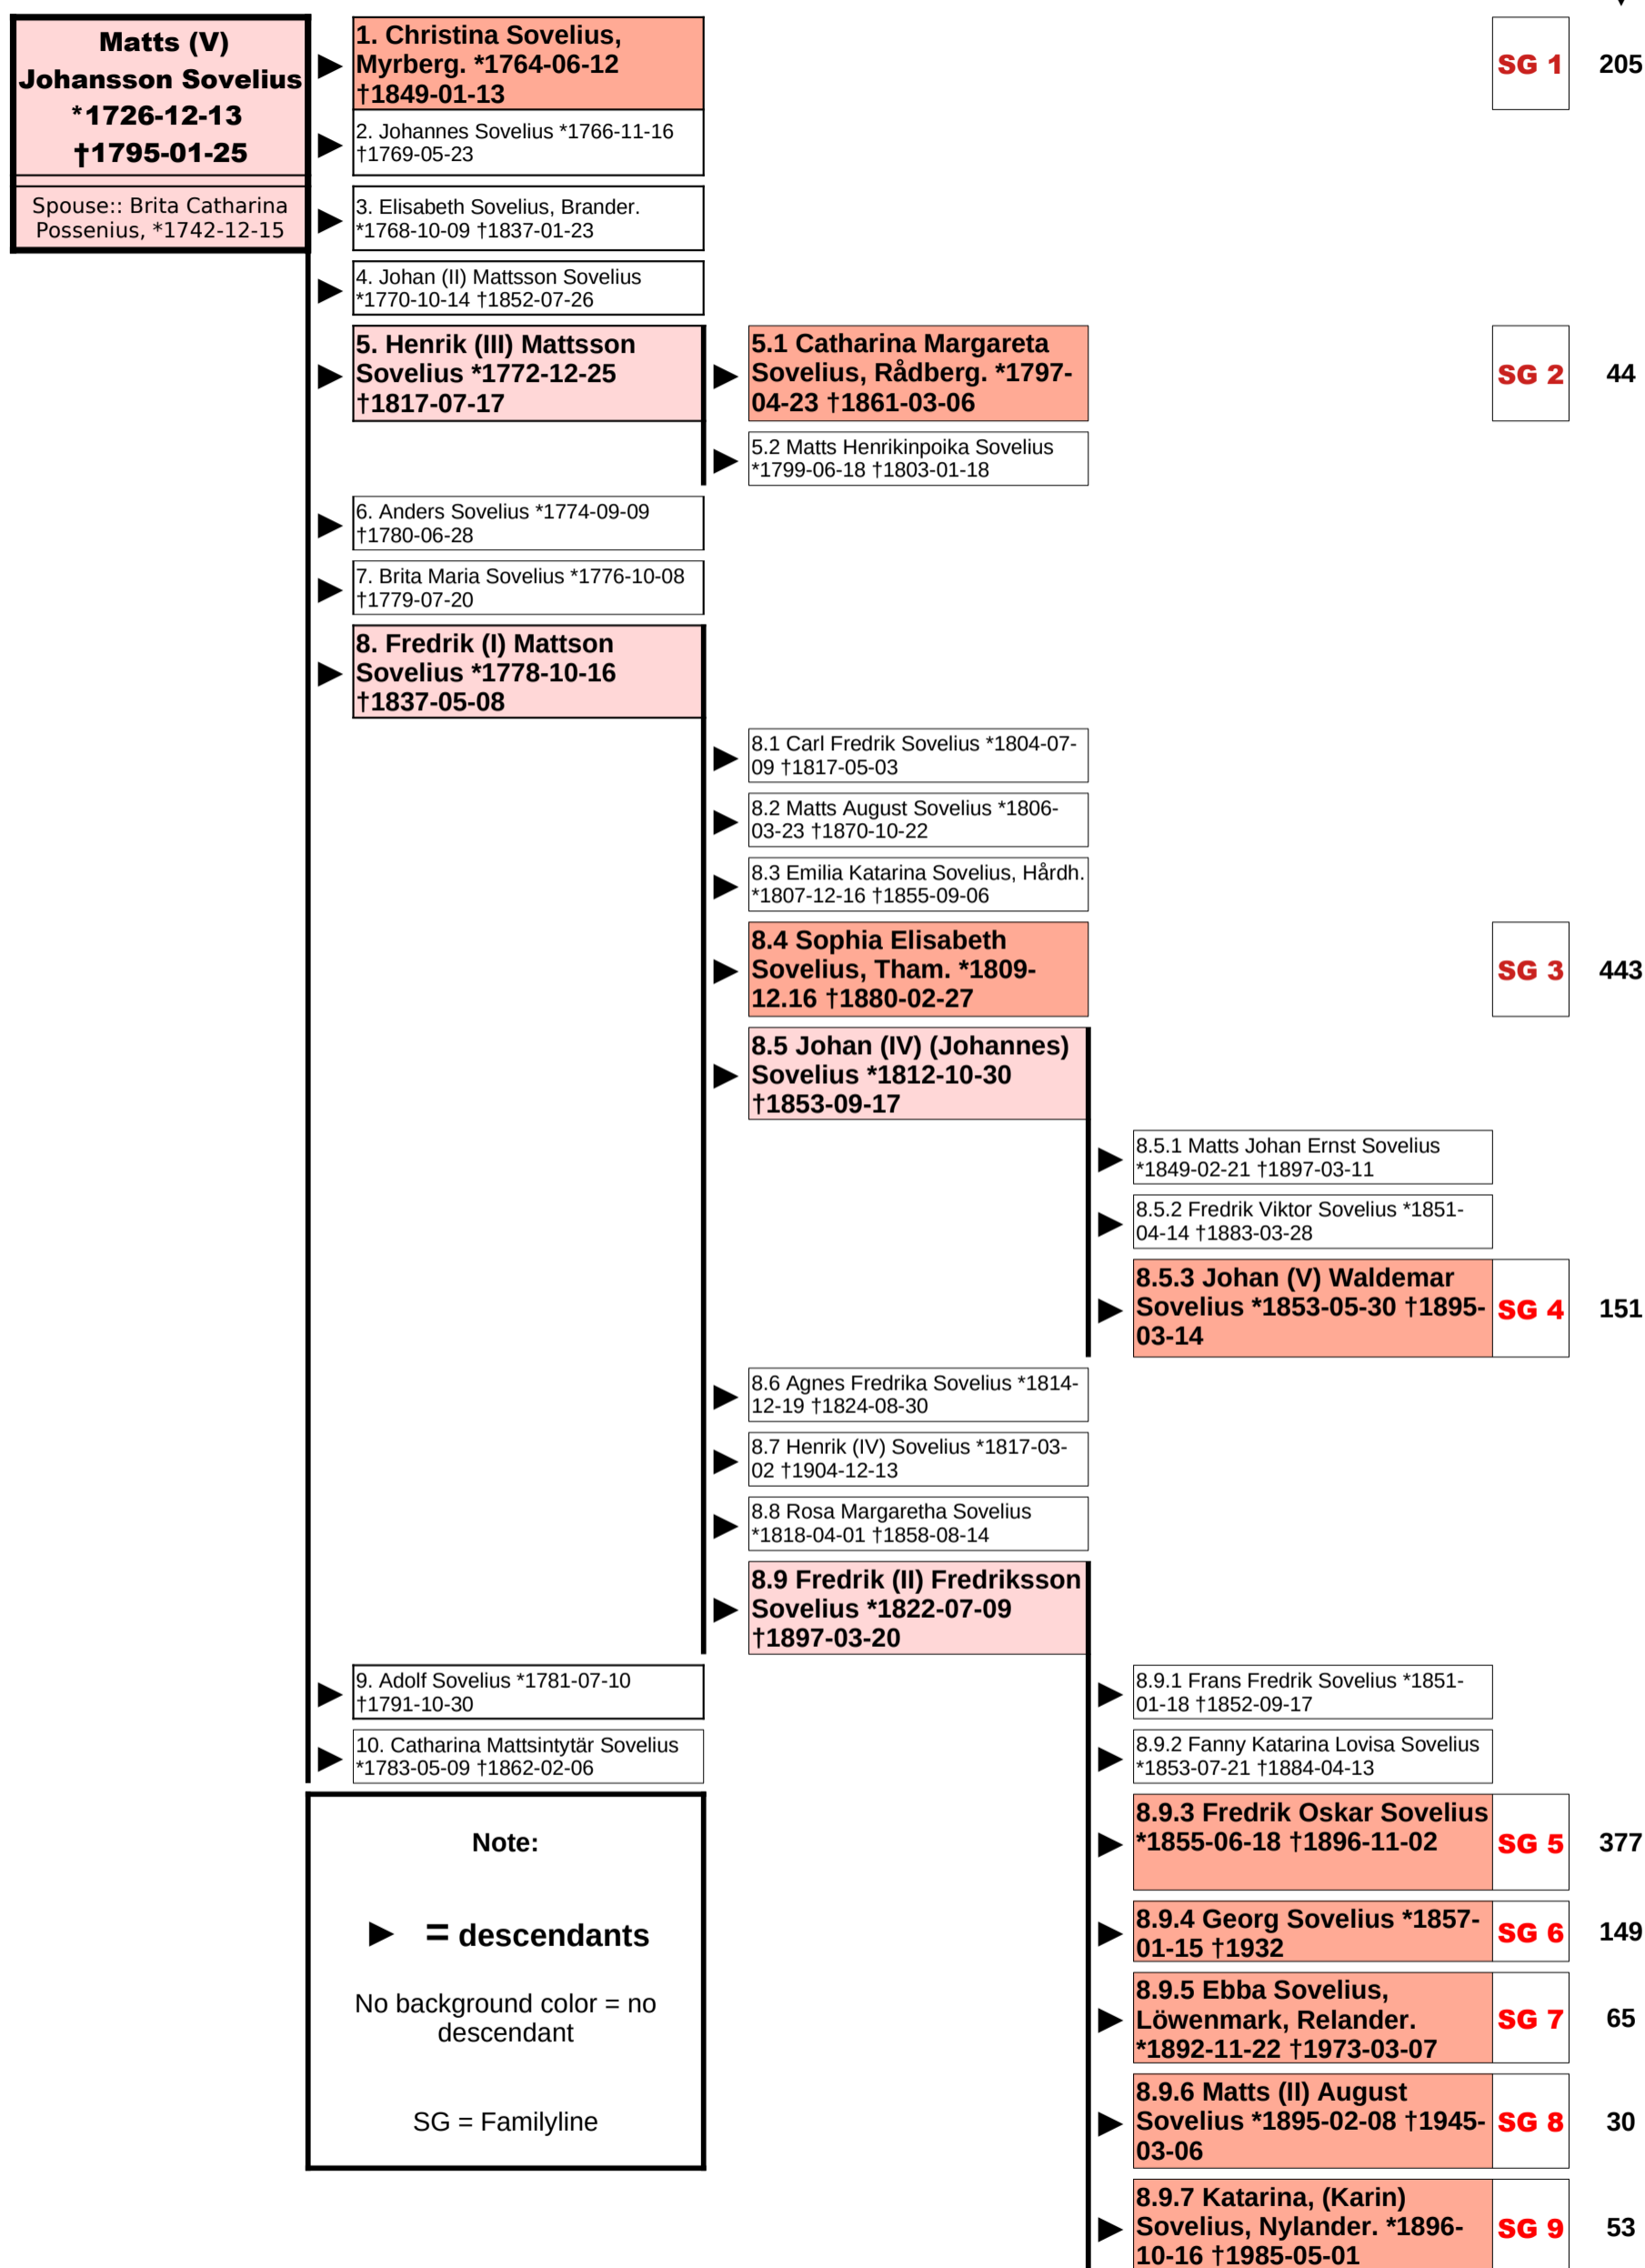 Matts (V)
Johansson Sovelius
*1726-12-13
†1795-01-25
Spouse:: Brita Catharina
Possenius, *1742-12-15
1. Christina Sovelius,
Myrberg. *1764-06-12
†1849-01-13
SG 1
205
2. Johannes Sovelius *1766-11-16
†1769-05-23
3. Elisabeth Sovelius, Brander.
*1768-10-09 †1837-01-23
4. Johan (II) Mattsson Sovelius
*1770-10-14 †1852-07-26
5. Henrik (III) Mattsson
Sovelius *1772-12-25
†1817-07-17
5.1 Catharina Margareta
Sovelius, Rådberg. *1797-
04-23 †1861-03-06
SG 2
44
5.2 Matts Henrikinpoika Sovelius
*1799-06-18 †1803-01-18
6. Anders Sovelius *1774-09-09
†1780-06-28
7. Brita Maria Sovelius *1776-10-08
†1779-07-20
8. Fredrik (I) Mattson
Sovelius *1778-10-16
†1837-05-08
8.1 Carl Fredrik Sovelius *1804-07-
09 †1817-05-03
8.2 Matts August Sovelius *1806-
03-23 †1870-10-22
8.3 Emilia Katarina Sovelius, Hårdh.
*1807-12-16 †1855-09-06
8.4 Sophia Elisabeth
Sovelius, Tham. *1809-
12.16 †1880-02-27
SG 3
443
8.5 Johan (IV) (Johannes)
Sovelius *1812-10-30
†1853-09-17
8.5.1 Matts Johan Ernst Sovelius
*1849-02-21 †1897-03-11
8.5.2 Fredrik Viktor Sovelius *1851-
04-14 †1883-03-28
8.5.3 Johan (V) Waldemar
Sovelius *1853-05-30 †1895-
03-14
SG 4
151
8.6 Agnes Fredrika Sovelius *1814-
12-19 †1824-08-30
8.7 Henrik (IV) Sovelius *1817-03-
02 †1904-12-13
8.8 Rosa Margaretha Sovelius
*1818-04-01 †1858-08-14
8.9 Fredrik (II) Fredriksson
Sovelius *1822-07-09
†1897-03-20
9. Adolf Sovelius *1781-07-10
†1791-10-30
8.9.1 Frans Fredrik Sovelius *1851-
01-18 †1852-09-17
10. Catharina Mattsintytär Sovelius
*1783-05-09 †1862-02-06
8.9.2 Fanny Katarina Lovisa Sovelius
*1853-07-21 †1884-04-13
8.9.3 Fredrik Oskar Sovelius
*1855-06-18 †1896-11-02
SG 5
377
8.9.4 Georg Sovelius *1857-
01-15 †1932
SG 6
149
8.9.5 Ebba Sovelius,
Löwenmark, Relander.
*1892-11-22 †1973-03-07
SG 7
65
8.9.6 Matts (II) August
Sovelius *1895-02-08 †1945-
03-06
SG 8
30
8.9.7 Katarina, (Karin)
Sovelius, Nylander. *1896-
10-16 †1985-05-01
SG 9
53
Note:
► = descendants
No background color = no
descendant
SG = Familyline